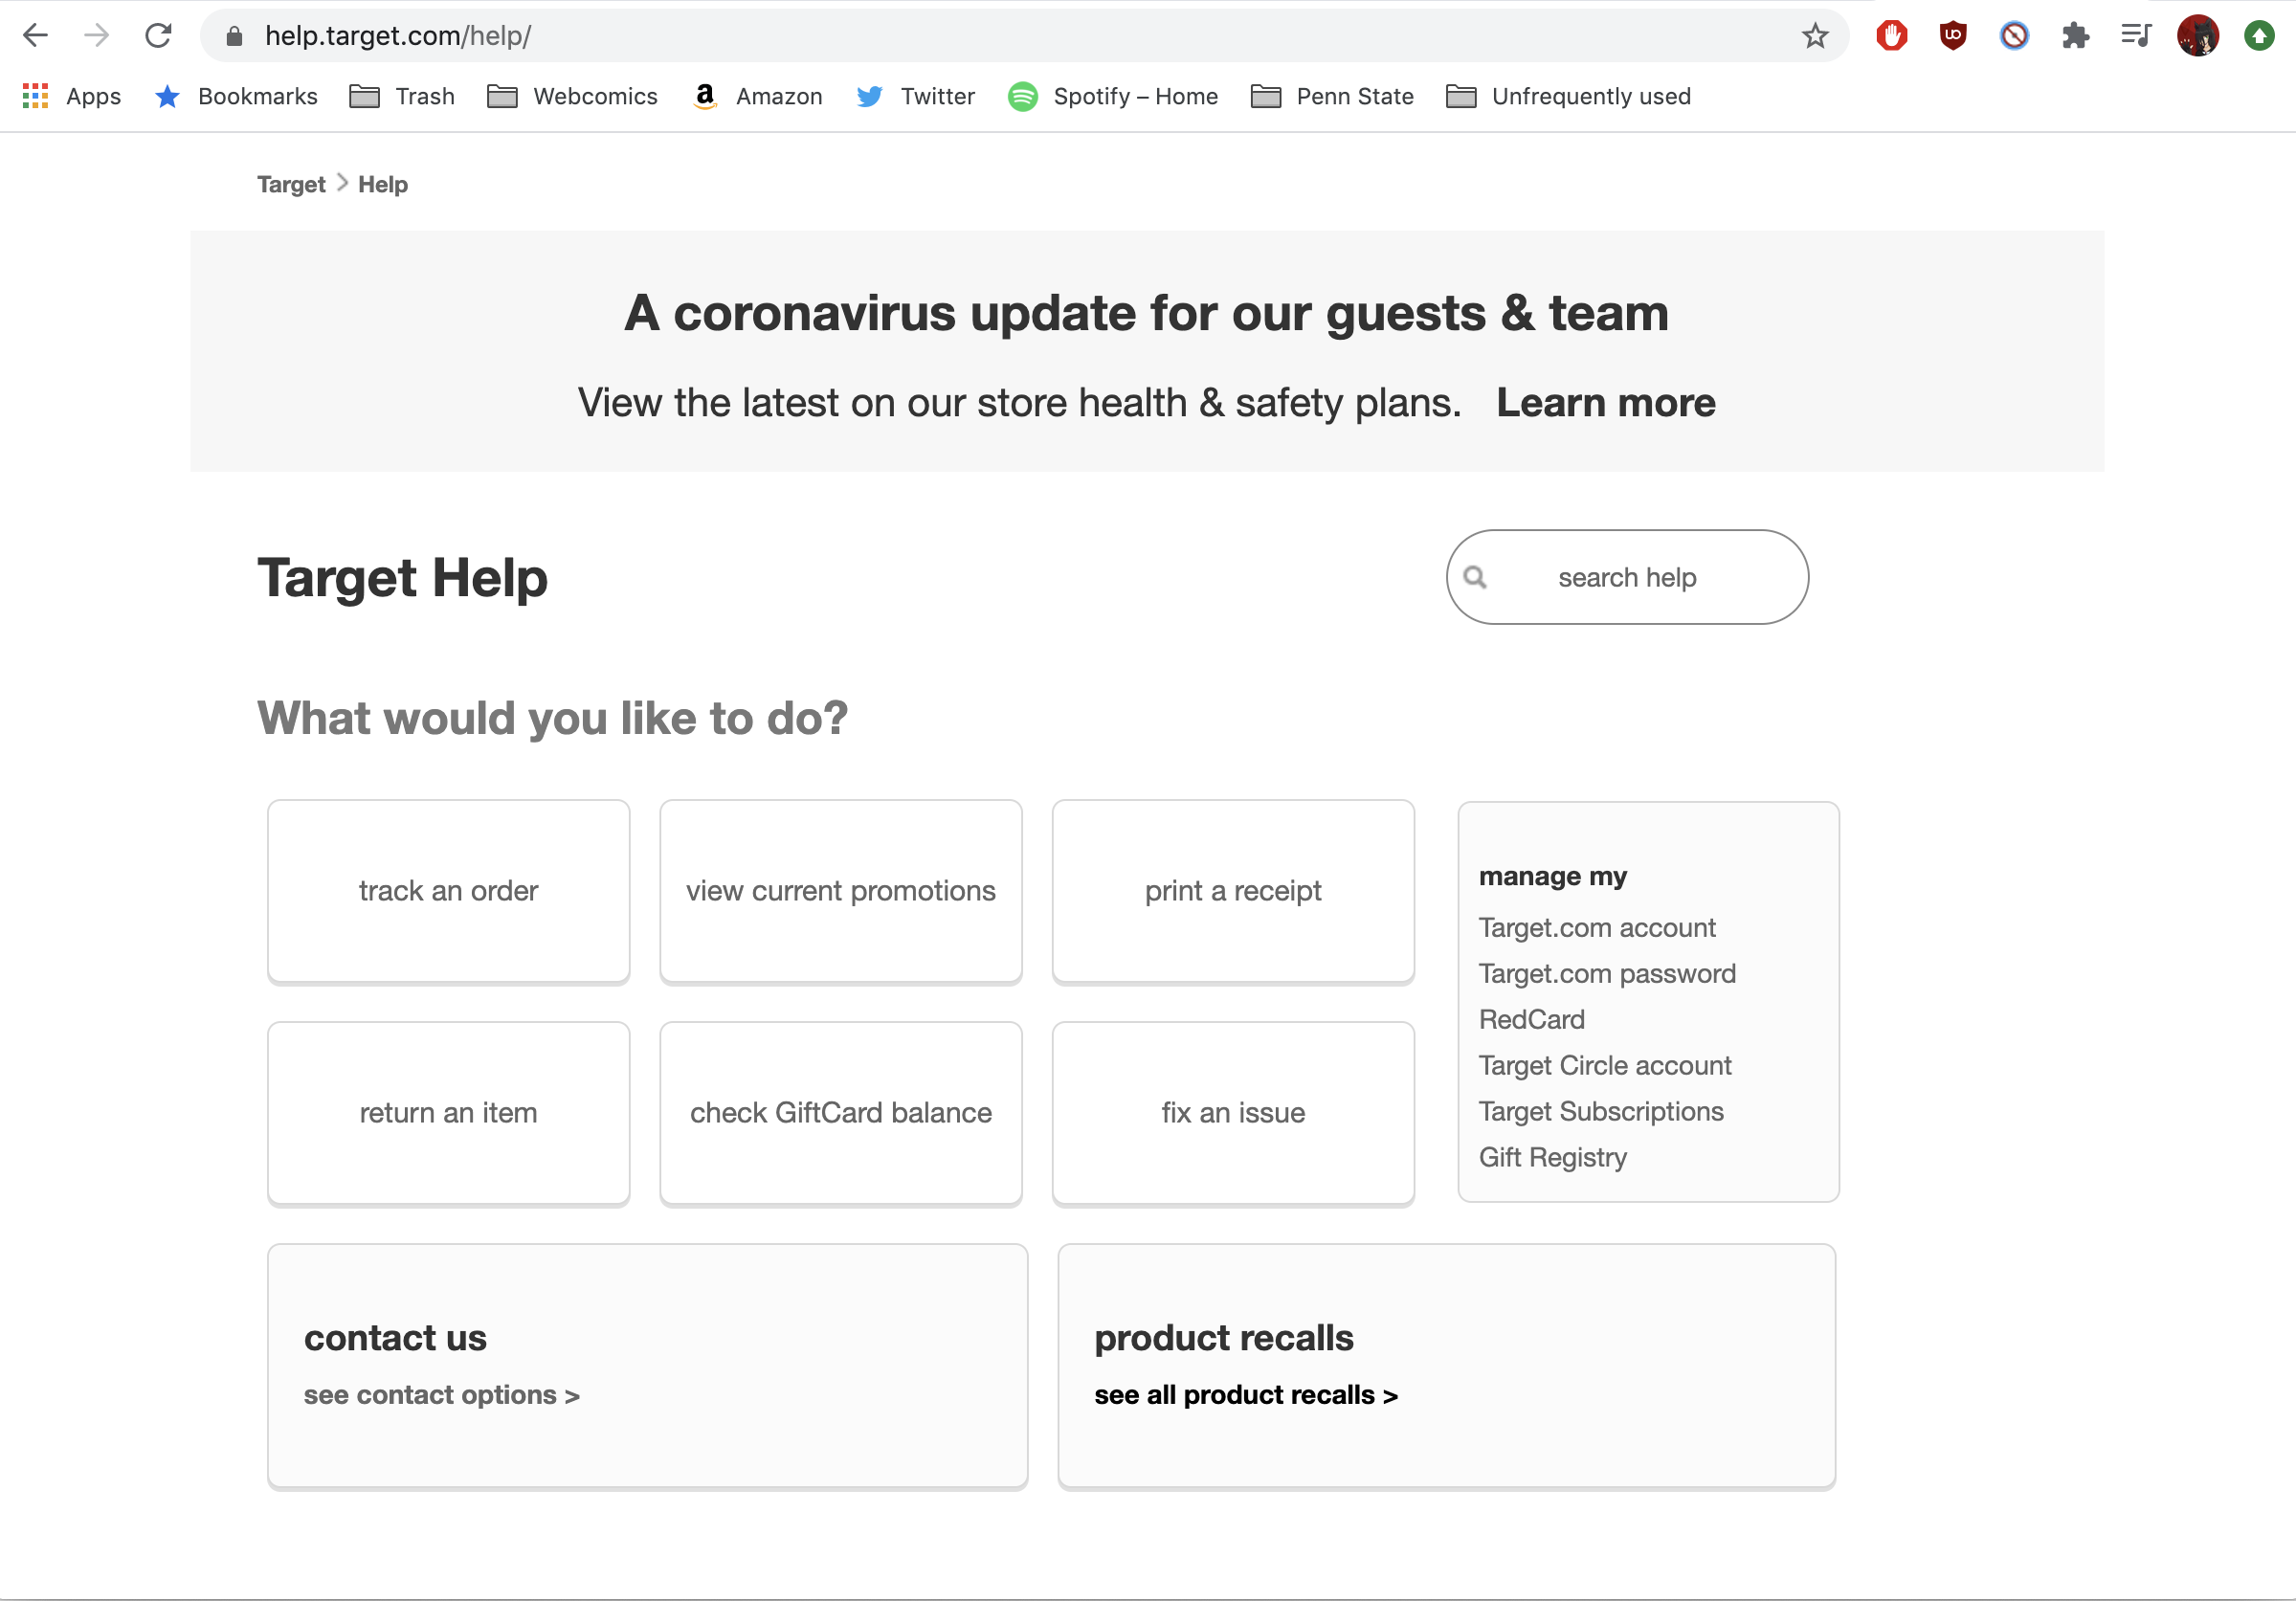 help.target.com/help/
Apps Bookmarks Trash Webcomics Amazon Twitter Spotify – Home Penn State Unfrequently used
Target > Help
A coronavirus update for our guests & team
View the latest on our store health & safety plans. Learn more
Target Help
search help
What would you like to do?
track an order
view current promotions
print a receipt
return an item
check GiftCard balance
fix an issue
manage my
Target.com account
Target.com password
RedCard
Target Circle account
Target Subscriptions
Gift Registry
contact us
see contact options >
product recalls
see all product recalls >